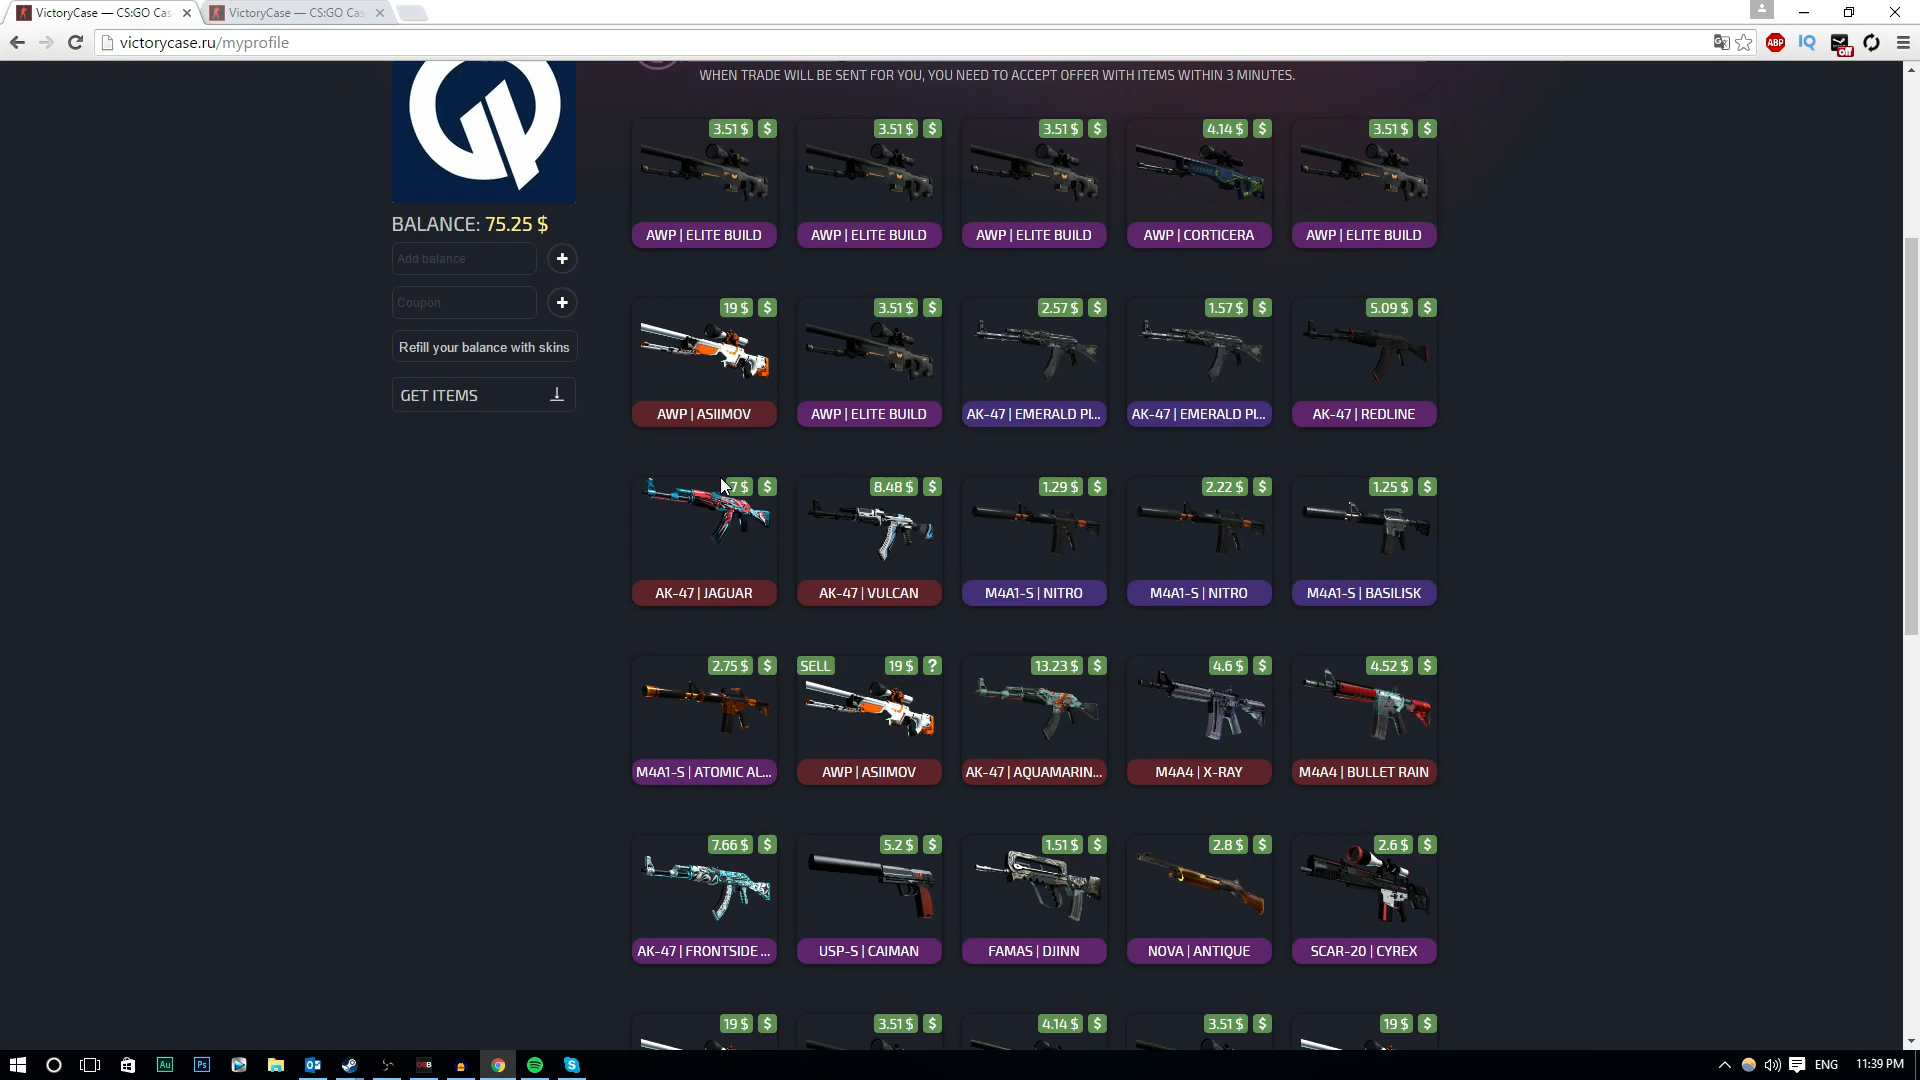 VictoryCase — CS:GO Cas
VictoryCase — CS:GO Cas
victorycase.ru/myprofile
ABP
IQ
off
WHEN TRADE WILL BE SENT FOR YOU, YOU NEED TO ACCEPT OFFER WITH ITEMS WITHIN 3 MINUTES.
BALANCE: 75.25 $
Add balance
Coupon
Refill your balance with skins
GET ITEMS
3.51 $ $ 3.51 $ $ 3.51 $ $ 4.14 $ $ 3.51 $ $
AWP | ELITE BUILD AWP | ELITE BUILD AWP | ELITE BUILD AWP | CORTICERA AWP | ELITE BUILD
19 $ $ 3.51 $ $ 2.57 $ $ 1.57 $ $ 5.09 $ $
AWP | ASIIMOV AWP | ELITE BUILD AK-47 | EMERALD PI... AK-47 | EMERALD PI... AK-47 | REDLINE
7 $ $ 8.48 $ $ 1.29 $ $ 2.22 $ $ 1.25 $ $
AK-47 | JAGUAR AK-47 | VULCAN M4A1-S | NITRO M4A1-S | NITRO M4A1-S | BASILISK
2.75 $ $ SELL 19 $ ? 13.23 $ $ 4.6 $ $ 4.52 $ $
M4A1-S | ATOMIC AL... AWP | ASIIMOV AK-47 | AQUAMARIN... M4A4 | X-RAY M4A4 | BULLET RAIN
7.66 $ $ 5.2 $ $ 1.51 $ $ 2.8 $ $ 2.6 $ $
AK-47 | FRONTSIDE ... USP-S | CAIMAN FAMAS | DJINN NOVA | ANTIQUE SCAR-20 | CYREX
19 $ $ 3.51 $ $ 4.14 $ $ 3.51 $ $ 19 $ $
Au Ps ENG 11:39 PM